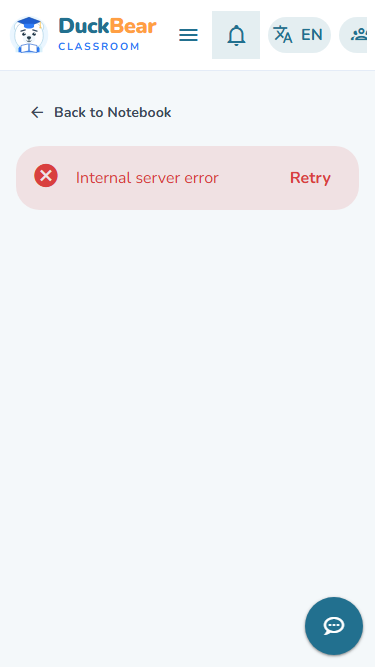 DuckBear
CLASSROOM
EN
Back to Notebook
Internal server error
Retry